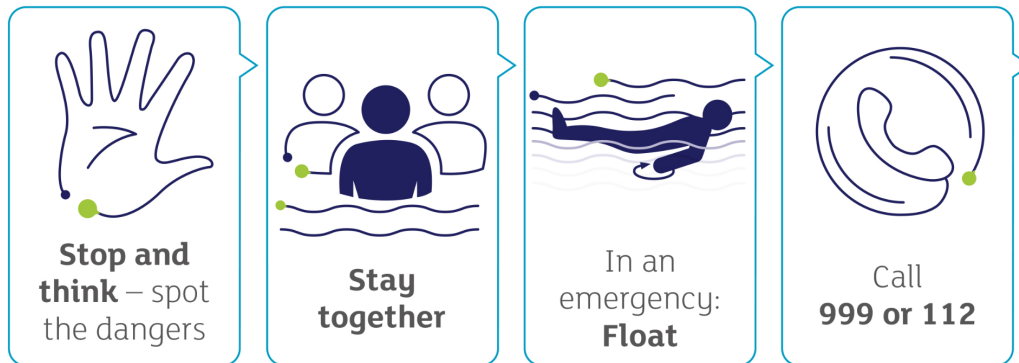 Stop and
think – spot
the dangers
Stay
together
In an
emergency:
Float
Call
999 or 112